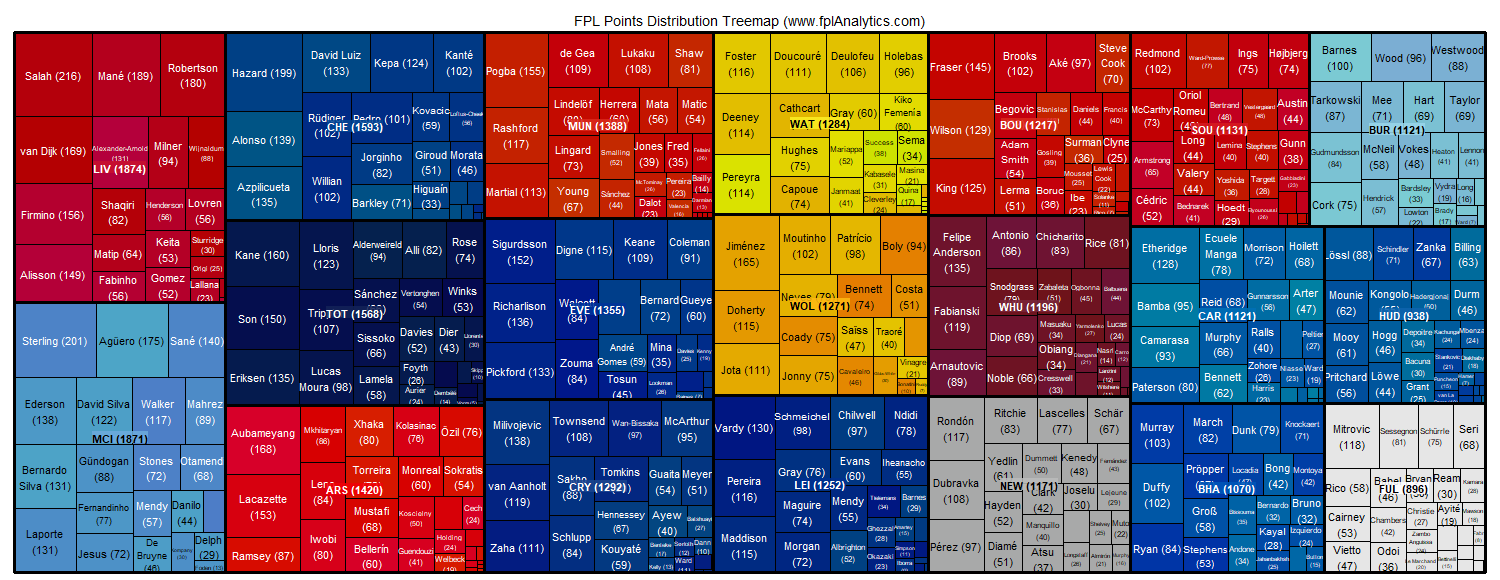 FPL Points Distribution Treemap (www.fplAnalytics.com)
Salah (216)
Mané (189)
Robertson
(180)
van Dijk (169)
Alexander-Arnold
(131)
Milner
(94)
Wijnaldum
(88)
LIV (1874)
Firmino (156)
Shaqiri
(82)
Henderson
(56)
Lovren
(56)
Alisson (149)
Matip (64)
Keita
(53)
Sturridge
(30)
Origi (25)
Fabinho
(56)
Gomez
(52)
Lallana
(23)
Sterling (201)
Agüero (175)
Sané (140)
Ederson
(138)
David Silva
(122)
Walker
(117)
Mahrez
(89)
MCI (1871)
Bernardo
Silva (131)
Gündogan
(88)
Stones
(72)
Otamendi
(68)
Fernandinho
(77)
Mendy
(57)
Danilo
(44)
Laporte
(131)
Jesus (72)
De
Bruyne
(46)
Kompany
(30)
Delph
(29)
Foden (13)
Hazard (199)
David Luiz
(133)
Kepa (124)
Kanté
(102)
Alonso (139)
Rüdiger
(102)
Pedro (101)
Kovacic
(59)
Loftus-Cheek
(56)
CHE (1593)
Azpilicueta
(135)
Jorginho
(82)
Giroud
(51)
Morata
(46)
Willian
(102)
Barkley (71)
Higuaín
(33)
Kane (160)
Lloris
(123)
Alderweireld
(94)
Alli (82)
Rose
(74)
Sánchez
Vertonghen
(54)
Winks
(53)
TOT (1568)
Son (150)
(107)
Sissoko
(66)
Davies
(52)
Dier
(43)
Llorente
(30)
Eriksen (135)
Lucas
Moura (98)
Lamela
(58)
Foyth
(26)
Aurier
(24)
Dembélé
(14)
Skipp
(10)
Aubameyang
(168)
Mkhitaryan
(86)
Xhaka
(80)
Kolasinac
(76)
Özil (76)
Lacazette
(153)
Leno
(84)
Torreira
Monreal
(60)
Sokratis
(54)
ARS (1420)
Mustafi
(68)
Koscielny
(50)
Cech
(24)
Ramsey (87)
Iwobi
(80)
Bellerín
(60)
Guendouzi
(41)
Holding
(24)
Welbeck
(19)
Pogba (155)
de Gea
(109)
Lukaku
(108)
Shaw
(81)
Rashford
(117)
Lindelöf
Herrera
Mata
(56)
Matic
(54)
MUN (1388)
Lingard
(73)
Smalling
(52)
Jones
(39)
Fred
(35)
Fellaini
(26)
Martial (113)
Young
(67)
Sánchez
(44)
McTominay
(26)
Pereira
(23)
Bailly
(14)
Dalot
(23)
Valencia
(10)
Darmian
(13)
Sigurdsson
(152)
Digne (115)
Keane
(109)
Coleman
(91)
Richarlison
(136)
Walcott
(84)
Bernard
(72)
Gueye
(60)
EVE (1355)
Pickford (133)
Zouma
(84)
André
Gomes (59)
Mina
(35)
Davies
(25)
Kenny
(19)
Tosun
(45)
Lookman
(26)
Baines (7)
Milivojevic
(138)
Townsend
(108)
Wan-Bissaka
(97)
McArthur
(95)
van Aanholt
(119)
Sakho
(88)
Tomkins
Guaita
(54)
Meyer
(51)
CRY (1292)
Hennessey
(67)
Ayew
(40)
Batshuayi
(27)
Zaha (111)
Schlupp
(84)
Kouyaté
(59)
Benteke
(17)
Sørloth
(12)
Dann
(10)
Kelly (13)
Ward
(11)
Foster
(116)
Doucouré
(111)
Deulofeu
(106)
Holebas
(96)
Deeney
(114)
Cathcart
Gray (60)
Kiko
Femenía
(60)
WAT (1284)
Pereyra
(114)
Hughes
(75)
Mariappa
(52)
Success
(38)
Sema
(34)
Capoue
(74)
Janmaat
(41)
Kabasele
(31)
Masina
(21)
Cleverley
(24)
Quina
(17)
Jiménez
(165)
Moutinho
(102)
Patrício
(98)
Boly (94)
Doherty
(115)
Neves (79)
Bennett
(74)
Costa
(51)
WOL (1271)
Coady (75)
Saïss
(47)
Traoré
(40)
Jota (111)
Jonny (75)
Cavaleiro
(46)
Vinagre
(21)
Vardy (130)
Schmeichel
(98)
Chilwell
(97)
Ndidi
(78)
Pereira
(116)
Gray (76)
Evans
(60)
Iheanacho
(55)
LEI (1252)
Maguire
(74)
Mendy
(55)
Tielemans
(34)
Barnes
(29)
Maddison
(115)
Morgan
(72)
Albrighton
(52)
Ghezzal
(28)
Amartey
(15)
Okazaki
(23)
Simpson
(11)
Iborra
Fraser (145)
Brooks
(102)
Aké (97)
Steve
Cook
(70)
Wilson (129)
Begovic
Stanislas
Daniels
(44)
Francis
(40)
BOU (1217)
King (125)
Adam
Smith
(54)
Gosling
(39)
Surman
(36)
Clyne
(25)
Lerma
(51)
Boruc
(36)
Mousset
(25)
Lewis
Cook
(22)
Ibe
(23)
Solanke
Felipe
Anderson
(135)
Antonio
(86)
Chicharito
(83)
Rice (81)
Fabianski
(119)
Snodgrass
Zabaleta
(51)
Ogbonna
(45)
Balbuena
(44)
WHU (1196)
Diop (69)
Masuaku
(34)
Yarmolenko
(27)
Lucas
(24)
Arnautovic
(89)
Noble (66)
Obiang
(34)
Cresswell
(33)
Diangana
Nasri
(14)
Carroll
(12)
Lanzini
(12)
Wilshere
(11)
Rondón
(117)
Ritchie
(83)
Lascelles
(77)
Schär
(67)
Dubravka
(108)
Yedlin
Dummett
(50)
Kenedy
(48)
Fernández
(43)
NEW (1171)
Hayden
(52)
Clark
(42)
Joselu
(30)
Lejeune
(29)
Pérez (97)
Diamé
(51)
Manquillo
(40)
Atsu
(37)
Shelvey
(25)
Muto
(22)
Longstaff
Almirón
(21)
Murphy
(16)
Redmond
(102)
Ward-Prowse
(77)
Ings
(75)
Højbjerg
(74)
McCarthy
(73)
Oriol
Romeu
Bertrand
(48)
Vestergaard
(48)
Austin
(44)
SOU (1131)
Armstrong
(65)
Long
(44)
Lemina
(40)
Stephens
(40)
Gunn
(38)
Cédric
(52)
Valery
(44)
Yoshida
(36)
Targett
(28)
Gabbiadini
(23)
Bednarek
(41)
Hoedt
(29)
Elyounoussi
(26)
Etheridge
(128)
Ecuele
Manga
(78)
Morrison
(72)
Hoilett
(68)
Bamba (95)
Reid (68)
Gunnarsson
(56)
Arter
(47)
CAR (1121)
Camarasa
(93)
Murphy
(66)
Ralls
(40)
Peltier
(27)
Paterson (80)
Bennett
(62)
Zohore
(28)
Niasse
(23)
Ward
(19)
Harris
(23)
Murray
(103)
March
(82)
Dunk (79)
Knockaert
(71)
Duffy
(102)
Pröpper
Locadia
(47)
Bong
(42)
Montoya
(42)
BHA (1070)
Groß
(58)
Bissouma
(35)
Bernardo
(32)
Bruno
(32)
Ryan (84)
Stephens
(53)
Andone
(34)
Kayal
(28)
Izquierdo
(24)
Jahanbakhsh
(25)
Button
(15)
Barnes
(100)
Wood (96)
Westwood
(88)
Tarkowski
(87)
Mee
(71)
Hart
(69)
Taylor
(69)
BUR (1121)
Gudmundsson
(84)
McNeil
(58)
Vokes
(48)
Heaton
(41)
Lennon
(41)
Cork (75)
Hendrick
(57)
Bardsley
(33)
Vydra
(19)
Long
(16)
Lowton
(22)
Brady
(17)
Ward (7)
Lössl (88)
Schindler
(71)
Zanka
(67)
Billing
(63)
Mounie
(62)
Kongolo
Hadergjonaj
(50)
Durm
(46)
HUD (938)
Mooy
(61)
Hogg
(46)
Depoitre
(34)
Kachunga
(24)
Mbenza
(24)
Pritchard
(56)
Löwe
(44)
Bacuna
(30)
Stankovic
(21)
Diakhaby
(18)
Grant
(25)
Puncheon
(15)
van La
Mitrovic
(118)
Sessegnon
(81)
Schürrle
(75)
Seri
(68)
Rico (58)
Babel
(46)
Bryan
Ream
(30)
Kamara
(28)
FUL (896)
Cairney
(53)
Chambers
(42)
Christie
(27)
Ayité
(19)
Mawson
(18)
Vietto
(47)
Odoi
(36)
Zambo
Anguissa
(24)
Le Marchand
(20)